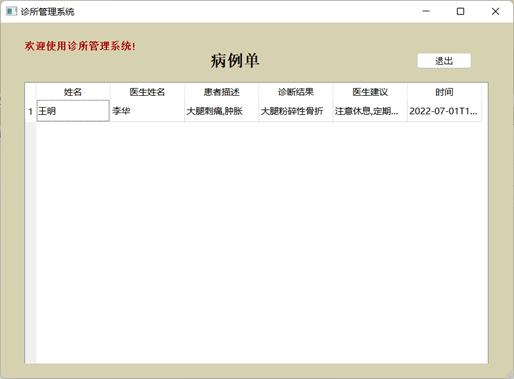 诊所管理系统
欢迎使用诊所管理系统!
病例单
退出
姓名 医生姓名 患者描述 诊断结果 医生建议 时间
1 王明 李华 大腿刺痛,肿胀 大腿粉碎性骨折 注意休息,定期... 2022-07-01T1...